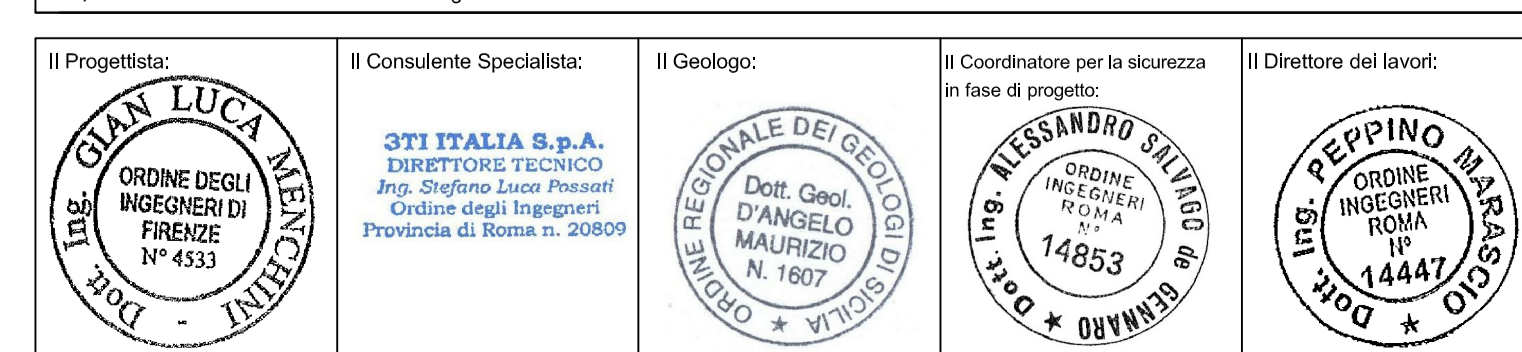 Il Progettista:
Dott. Ing. GIAN LUCA MENCHINI -
ORDINE DEGLI
INGEGNERI DI
FIRENZE
N° 4533
Il Consulente Specialista:
3TI ITALIA S.p.A.
DIRETTORE TECNICO
Ing. Stefano Luca Possati
Ordine degli Ingegneri
Provincia di Roma n. 20809
Il Geologo:
ORDINE REGIONALE DEI GEOLOGI DI SICILIA ★
Dott. Geol.
D'ANGELO
MAURIZIO
N. 1607
Il Coordinatore per la sicurezza
in fase di progetto:
Dott. Ing. ALESSANDRO SALVAGO de GENNARO ★
ORDINE
INGEGNERI
ROMA
N°
14853
Il Direttore dei lavori:
Dott. Ing. PEPPINO MARASCIO ★
ORDINE
INGEGNERI
ROMA
N°
14447